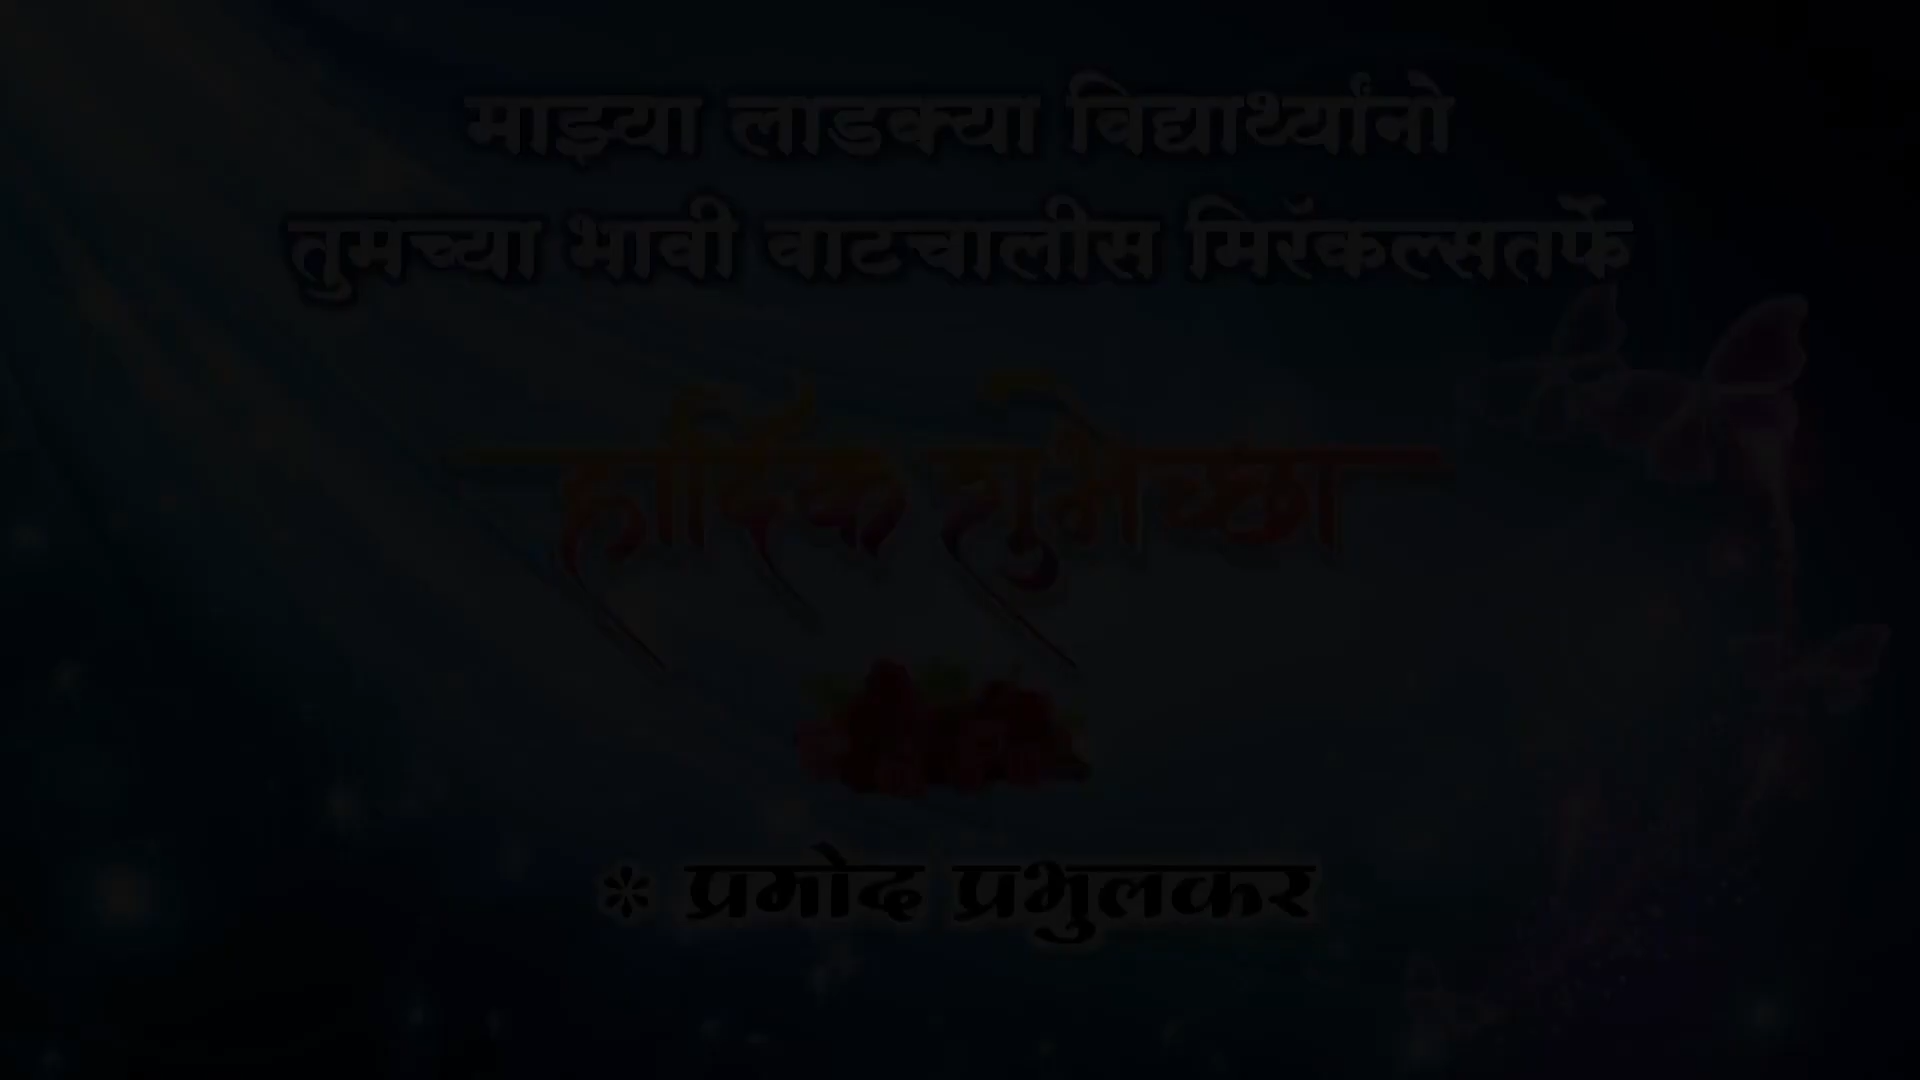 माझ्या लाडक्या विद्यार्थ्यांनो
तुमच्या भावी वाटचालीस मिरॅकल्सतर्फे
हार्दिक शुभेच्छा
* प्रमोद प्रभुलकर